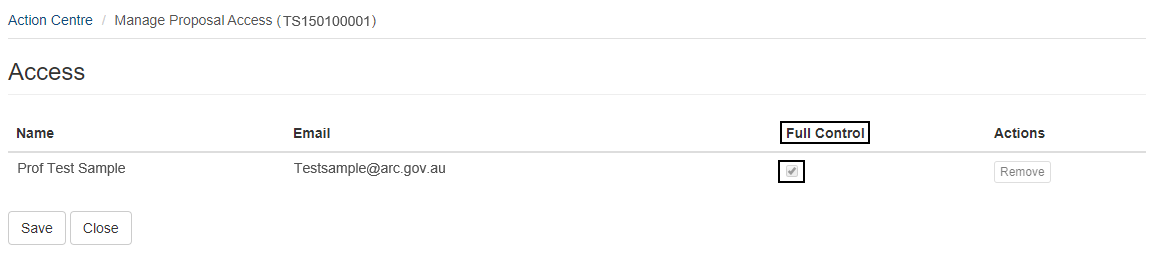 Action Centre / Manage Proposal Access (TS150100001)
Access
Name Email Full Control Actions
Prof Test Sample Testsample@arc.gov.au Remove
Save Close